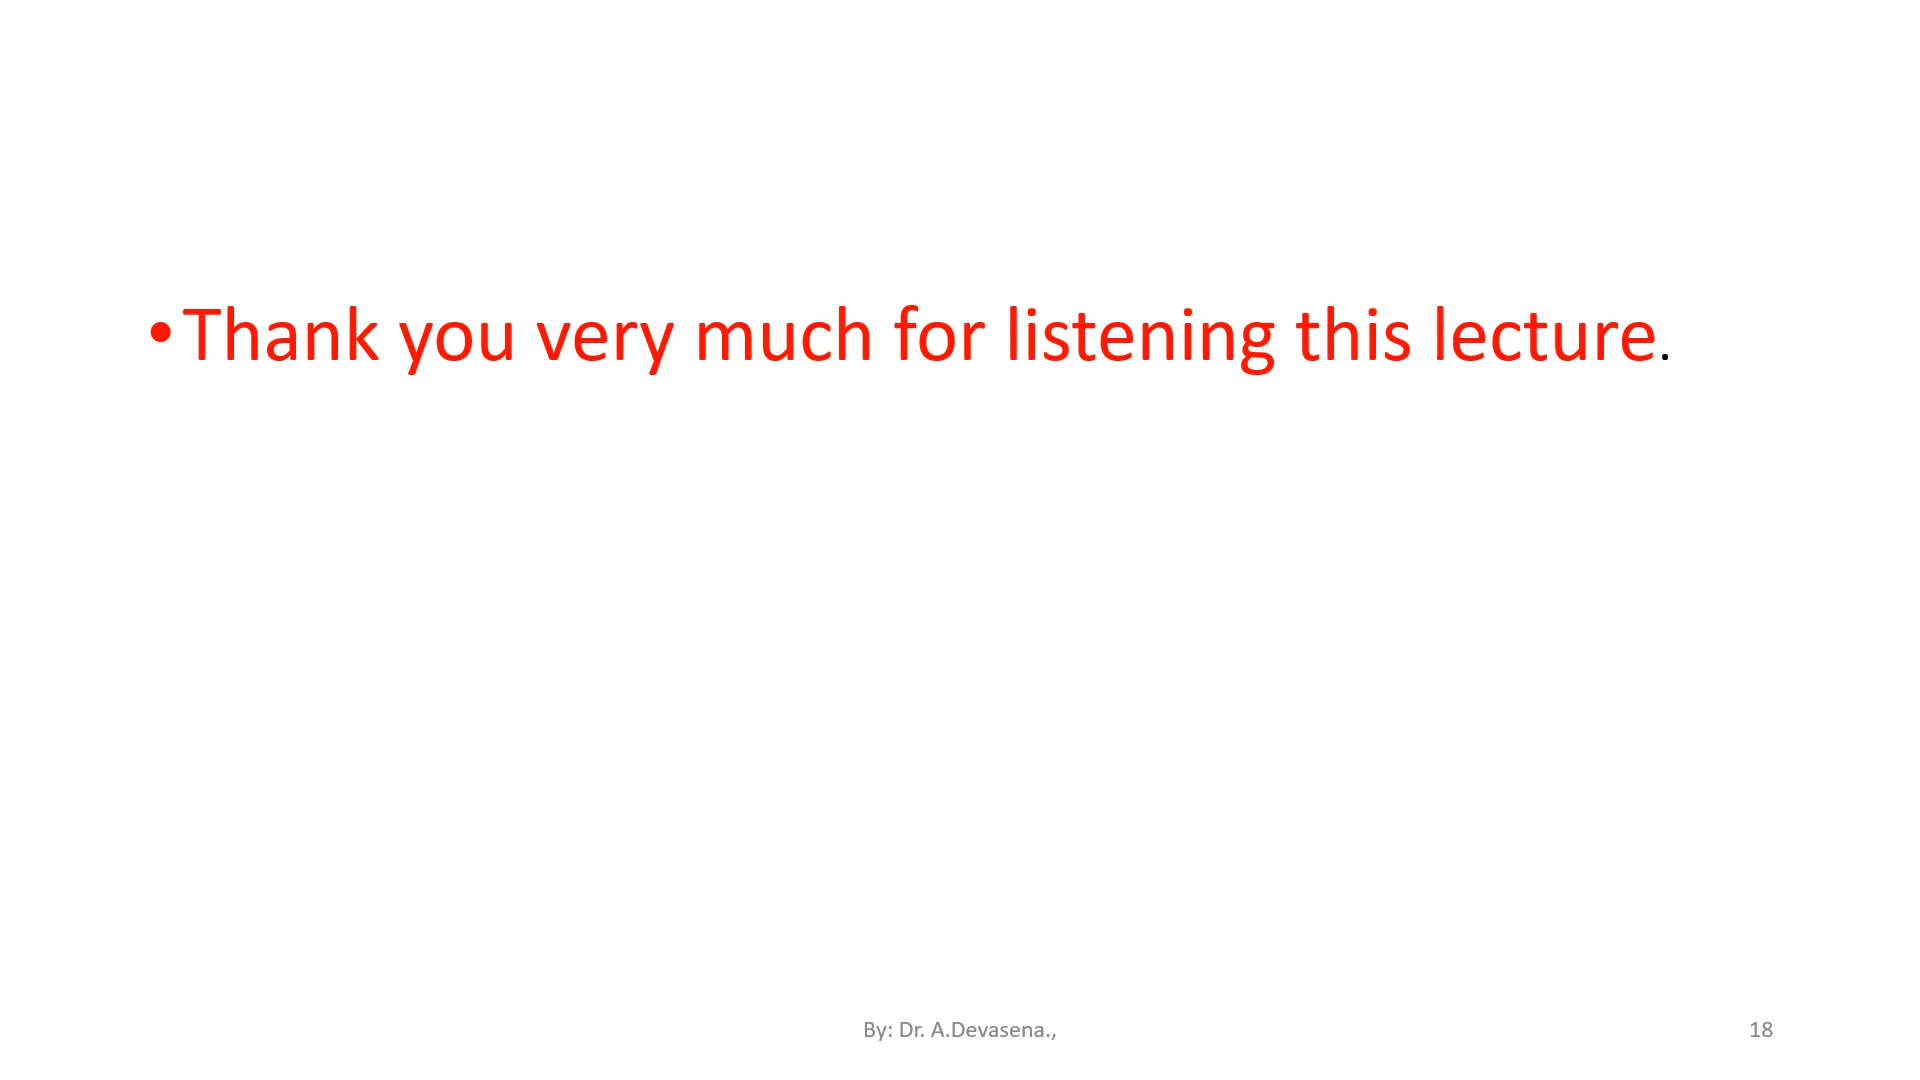 •Thank you very much for listening this lecture.
By: Dr. A.Devasena.,
18